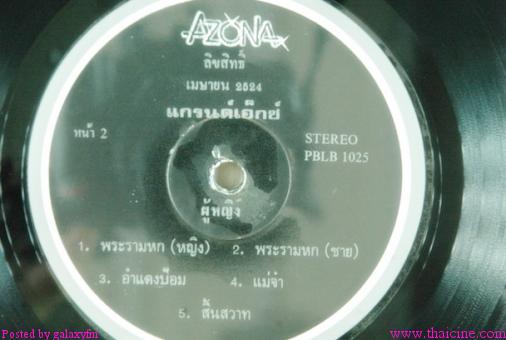 AZONA
ลิขสิทธิ์
เมษายน 2524
แกรนด์เอ็กซ์
หน้า 2
STEREO
PBLB 1025
ผู้หญิง
1. พระรามหก (หญิง) 2. พระรามหก (ชาย)
3. อำแดงป้อม 4. แม่จ๋า
5. สิ้นสวาท
Posted by galaxyfm
www.thaicine.com